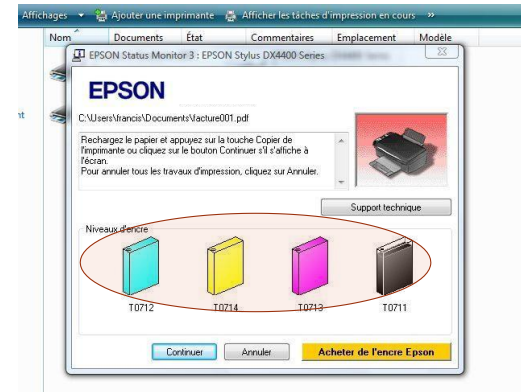 Affichages Ajouter une imprimante Afficher les tâches d'impression en cours »
Nom Documents État Commentaires Emplacement Modèle
EPSON Status Monitor 3 : EPSON Stylus DX4400 Series
EPSON
C:\Users\francis\Documents\facture001.pdf
Rechargez le papier et appuyez sur la touche Copier de
l'imprimante ou cliquez sur le bouton Continuer s'il s'affiche à
l'écran.
Pour annuler tous les travaux d'impression, cliquez sur Annuler.
Support technique
Niveaux d'encre
T0712 T0714 T0713 T0711
Continuer Annuler Acheter de l'encre Epson